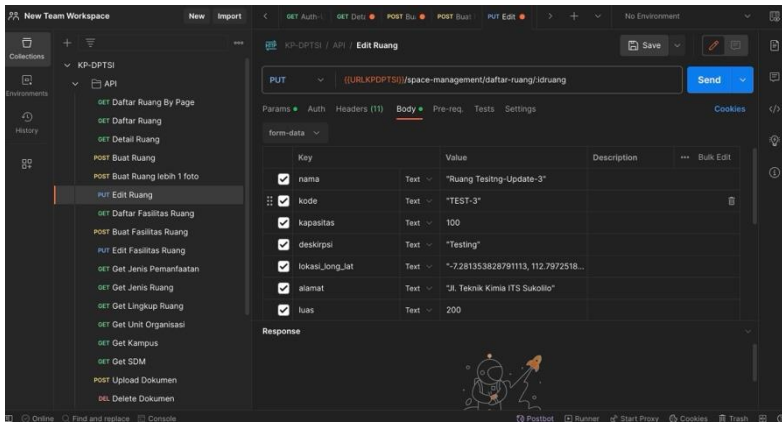 New Team Workspace New Import GET Auth- GET Deta POST Bu POST Buat PUT Edit No Environment
Collections
Environments
History
KP-DPTSI
API
GET Daftar Ruang By Page
GET Daftar Ruang
GET Detail Ruang
POST Buat Ruang
POST Buat Ruang lebih 1 foto
PUT Edit Ruang
GET Daftar Fasilitas Ruang
POST Buat Fasilitas Ruang
PUT Edit Fasilitas Ruang
GET Get Jenis Pemanfaatan
GET Get Jenis Ruang
GET Get Lingkup Ruang
GET Get Unit Organisasi
GET Get Kampus
GET Get SDM
POST Upload Dokumen
DEL Delete Dokumen
KP-DPTSI / API / Edit Ruang Save
PUT {{URLKPDPTSI}}/space-management/daftar-ruang/:idruang Send
Params Auth Headers (11) Body Pre-req. Tests Settings Cookies
form-data
Key Value Description Bulk Edit
nama Text "Ruang Tesitng-Update-3"
kode Text "TEST-3"
kapasitas Text 100
deskirpsi Text "Testing"
lokasi_long_lat Text "-7.281353828791113, 112.7972518...
alamat Text "Jl. Teknik Kimia ITS Sukolilo"
luas Text 200
Response
Online Find and replace Console Postbot Runner Start Proxy Cookies Trash